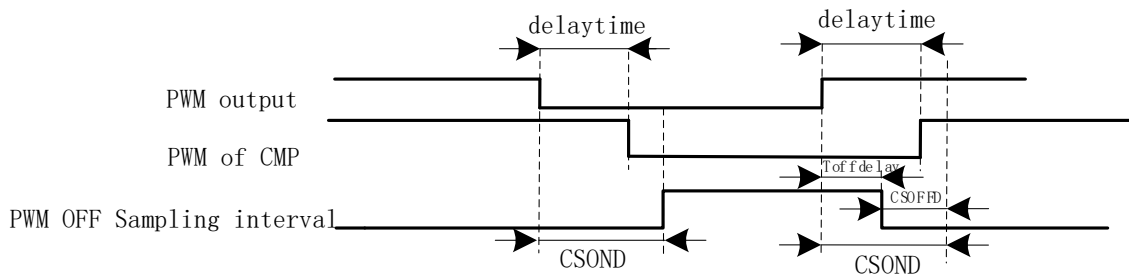 delaytime
delaytime
PWM output
PWM of CMP
Toffdelay
CSOFFD
PWM OFF Sampling interval
CSOND
CSOND